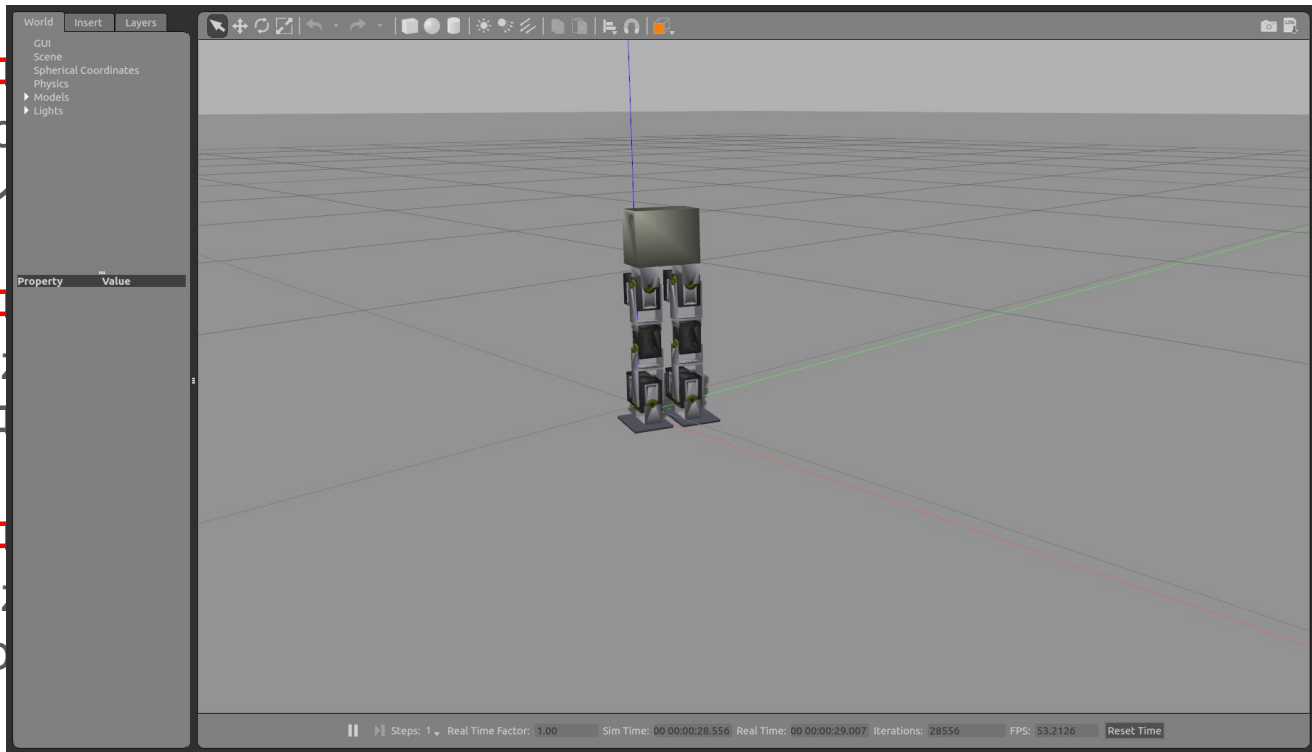 World Insert Layers
GUI
Scene
Spherical Coordinates
Physics
Models
Lights
Property Value
Steps: 1 Real Time Factor: 1.00 Sim Time: 00 00:00:28.556 Real Time: 00 00:00:29.007 Iterations: 28556 FPS: 53.2126 Reset Time